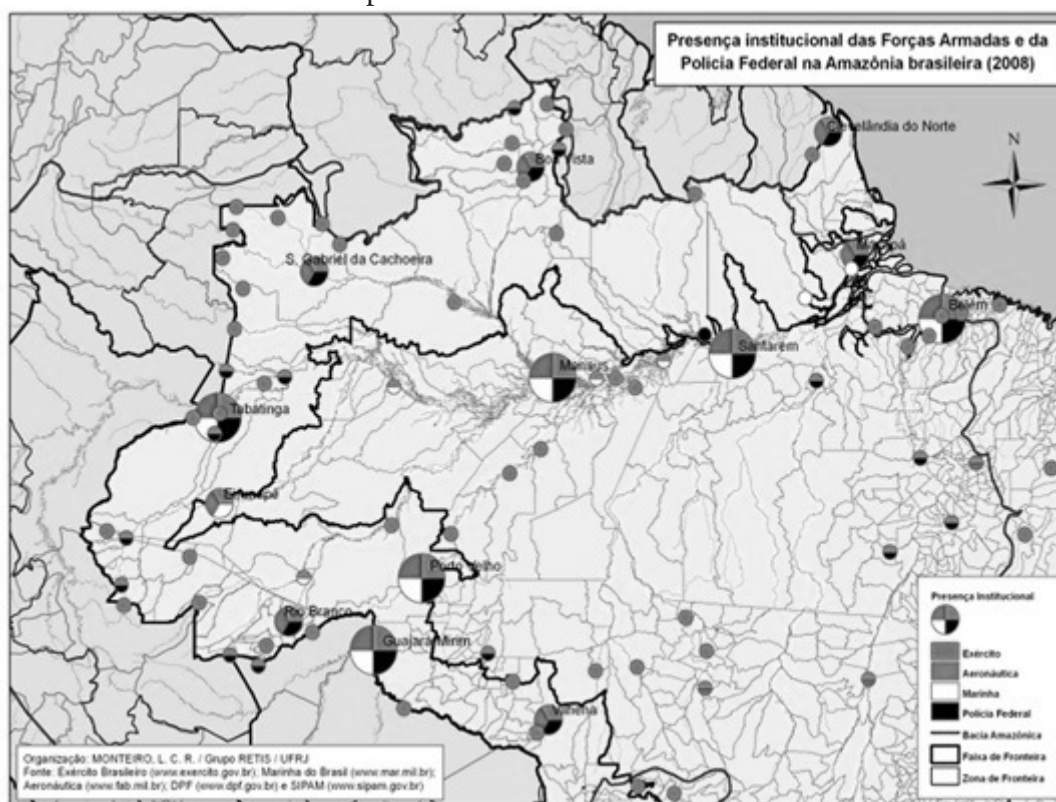 Presença institucional das Forças Armadas e da
Polícia Federal na Amazônia brasileira (2008)
Clevelândia do Norte
N
Boa Vista
S. Gabriel da Cachoeira
Macapá
Belém
Santarém
Manaus
Tabatinga
Eirunepé
Porto Velho
Rio Branco
Guajará-Mirim
Vilhena
Presença Institucional
Exército
Aeronáutica
Marinha
Polícia Federal
Bacia Amazônica
Faixa de Fronteira
Zona de Fronteira
Organização: MONTEIRO, L. C. R. / Grupo RETIS / UFRJ
Fonte: Exército Brasileiro (www.exercito.gov.br); Marinha do Brasil (www.mar.mil.br);
Aeronáutica (www.fab.mil.br); DPF (www.dpf.gov.br) e SIPAM (www.sipam.gov.br)